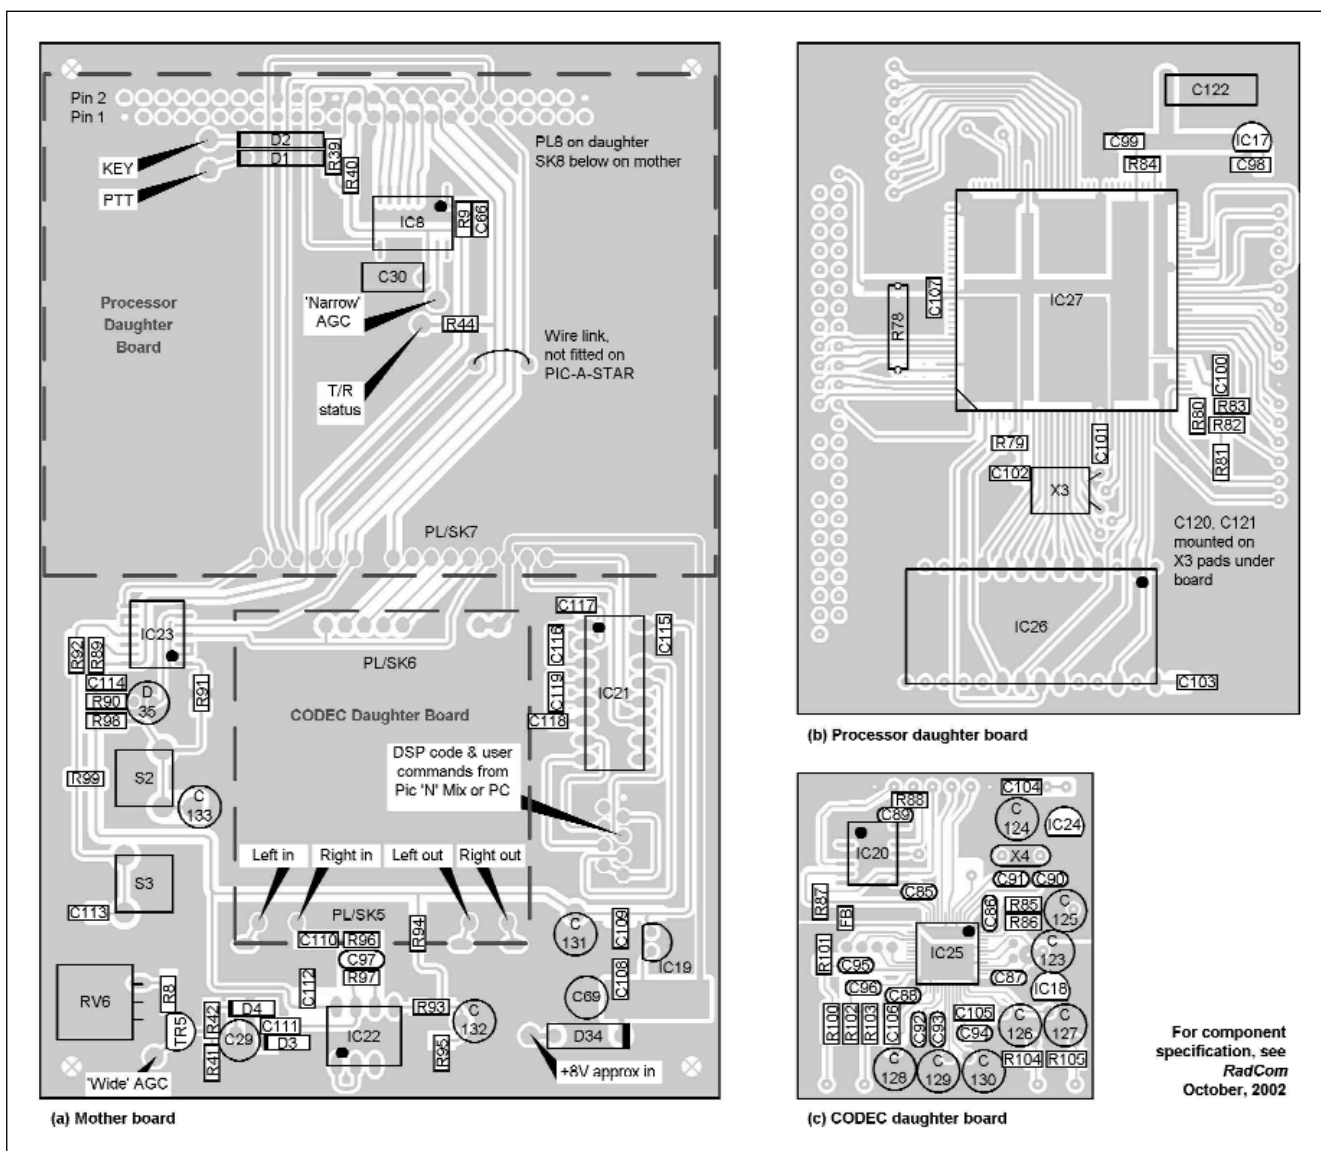 Pin 2
Pin 1
KEY
PTT
D2
D1
R39
R40
PL8 on daughter
SK8 below on mother
IC8
R9
C66
C30
Processor
Daughter
Board
'Narrow'
AGC
R44
T/R
status
Wire link,
not fitted on
PIC-A-STAR
PL/SK7
IC23
R92
R89
C114
R90
R98
D
35
R91
R99
S2
C
133
S3
C113
PL/SK6
CODEC Daughter Board
C117
C116
C115
C119
C118
IC21
DSP code & user
commands from
Pic 'N' Mix or PC
Left in
Right in
Left out
Right out
PL/SK5
C110
R96
C97
R97
R94
C
131
C109
C108
IC19
C69
RV6
R8
TR5
R42
R41
D4
C29
C111
D3
C112
IC22
R93
R95
C
132
D34
+8V approx in
'Wide' AGC
(a) Mother board
C122
C99
IC17
R84
C98
IC27
C107
R78
C100
R80
R83
R82
R81
R79
C101
C102
X3
C120, C121
mounted on
X3 pads under
board
IC26
C103
(b) Processor daughter board
C104
R88
C89
C
124
IC24
IC20
X4
C91
C90
C85
R87
FB
C86
R85
R86
C
125
R101
IC25
C
123
C95
C96
C88
C87
IC18
R100
R102
R103
C106
C92
C93
C105
C94
C
126
C
127
R104
R105
C
128
C
129
C
130
For component
specification, see
RadCom
October, 2002
(c) CODEC daughter board